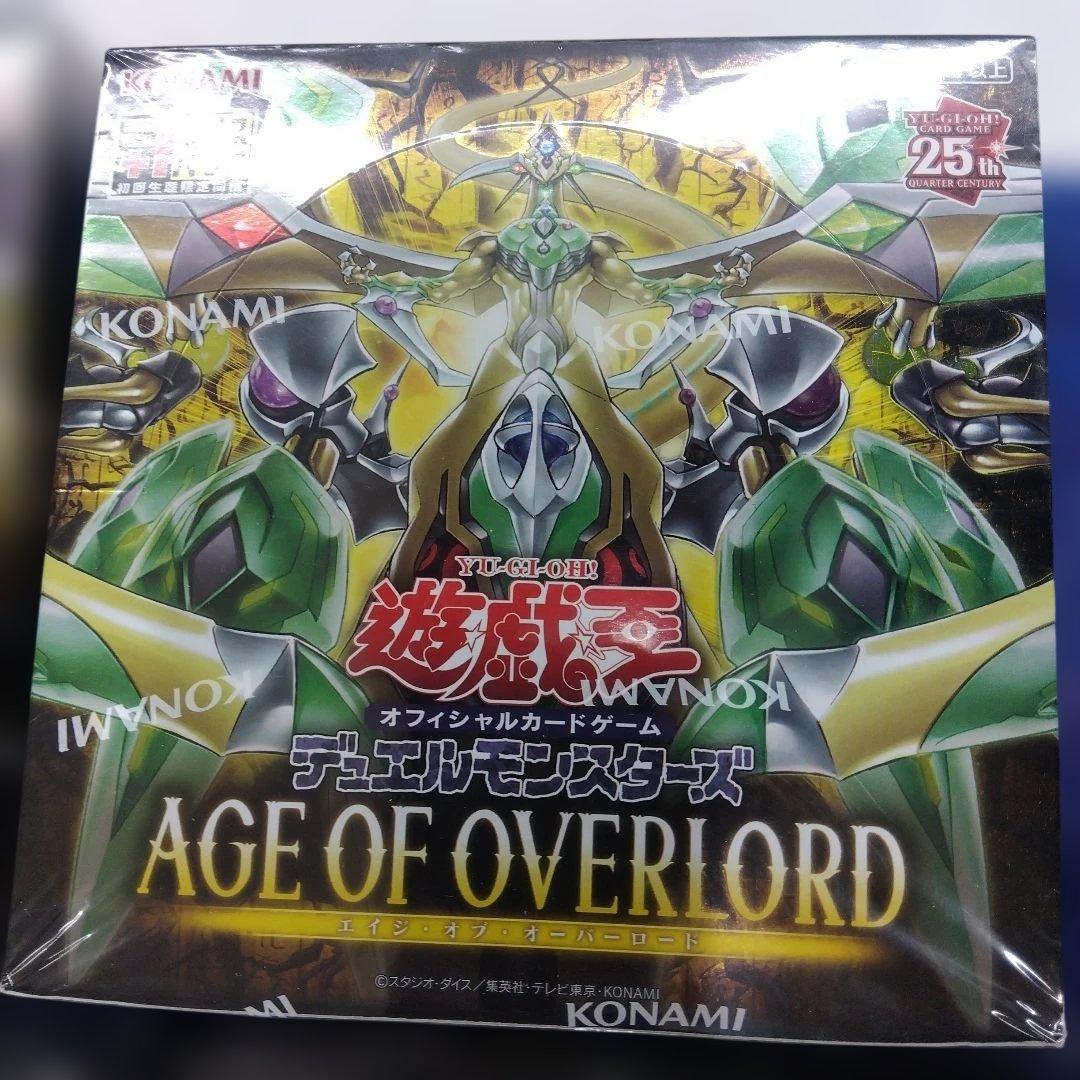 KONAMI
初回生産限定商品
以上
YU-GI-OH!
CARD GAME
25th
QUARTER CENTURY
KONAMI
KONAMI
YU-GI-OH!
遊戯王
KONAMI
KONAMI
オフィシャルカードゲーム
デュエルモンスターズ
AGE OF OVERLORD
エイジ・オブ・オーバーロード
©スタジオ・ダイス/集英社・テレビ東京・KONAMI
KONAMI